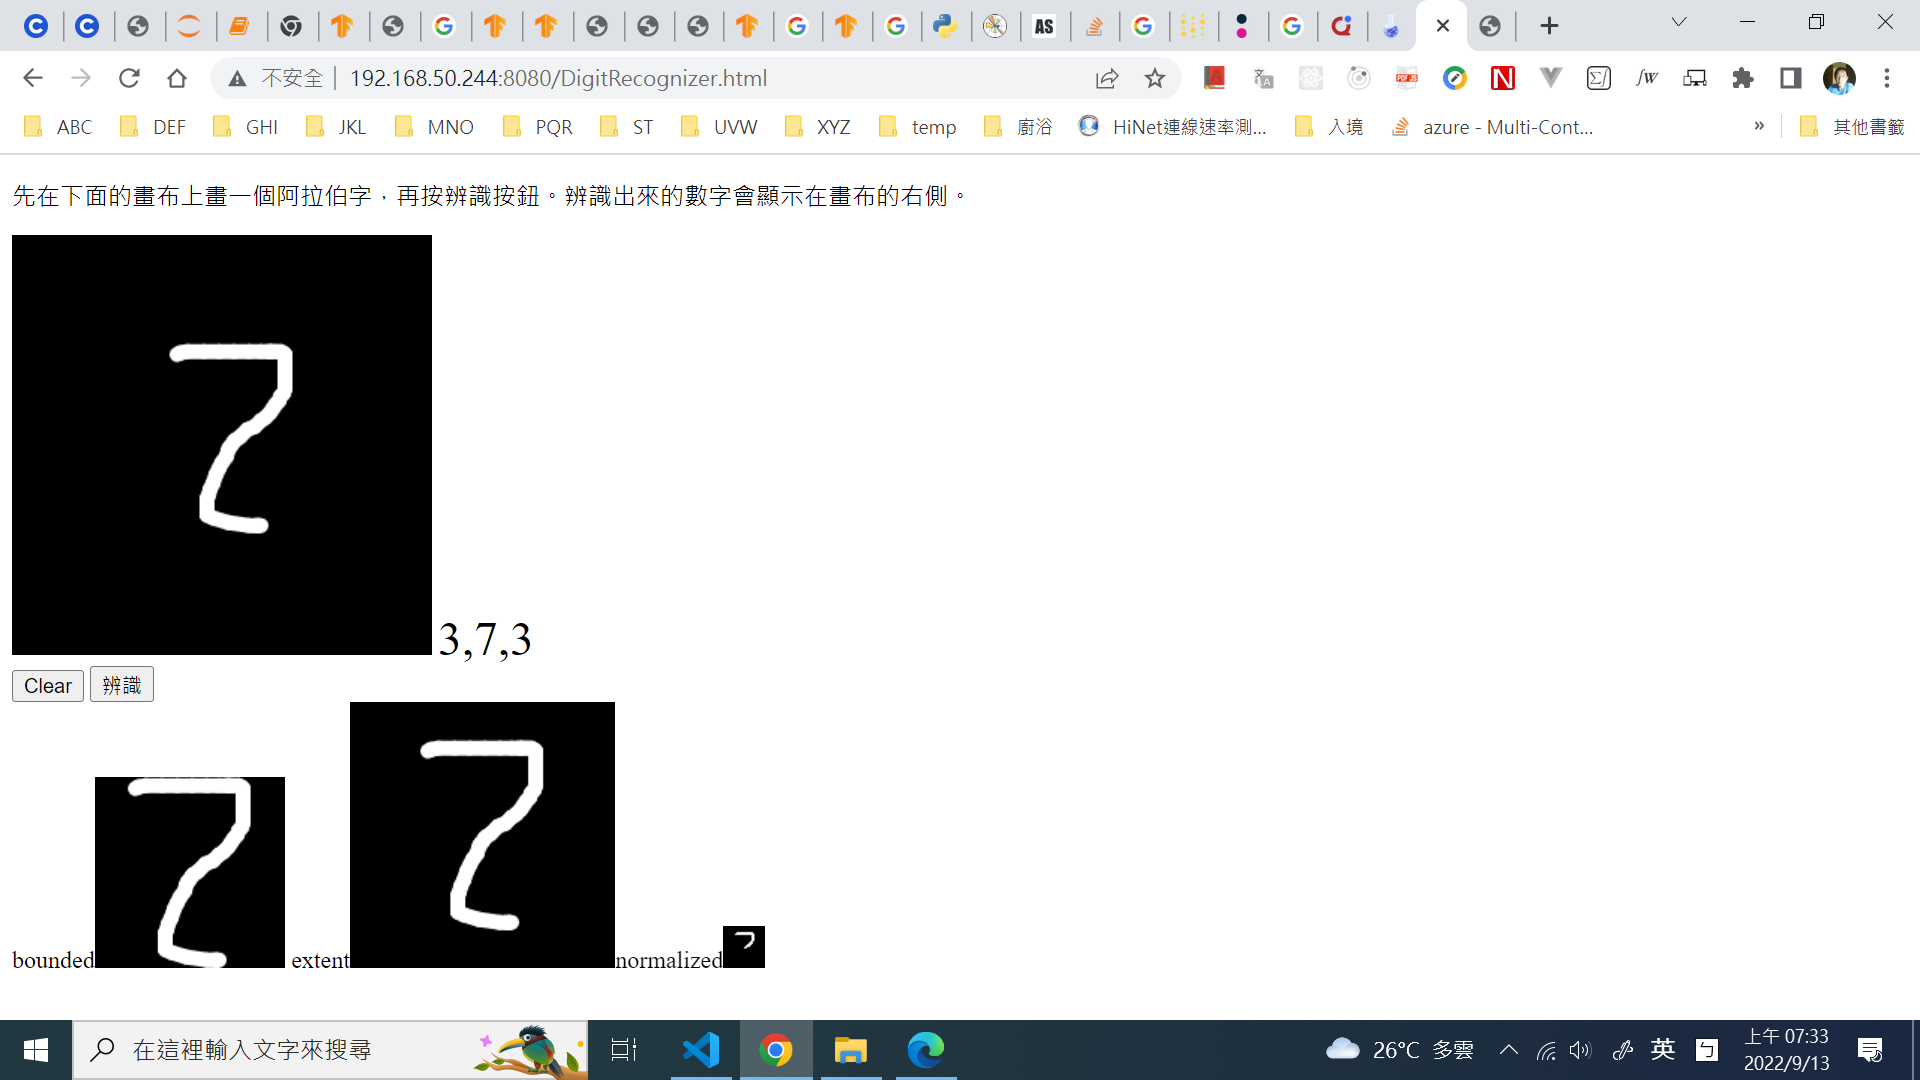 AS
不安全 192.168.50.244:8080/DigitRecognizer.html
ABC DEF GHI JKL MNO PQR ST UVW XYZ temp 廚浴 HiNet連線速率測... 入境 azure - Multi-Cont... » 其他書籤
先在下面的畫布上畫一個阿拉伯字，再按辨識按鈕。辨識出來的數字會顯示在畫布的右側。
3,7,3
Clear 辨識
bounded extent normalized
在這裡輸入文字來搜尋
26°C 多雲 英 ㄅ 上午 07:33
2022/9/13